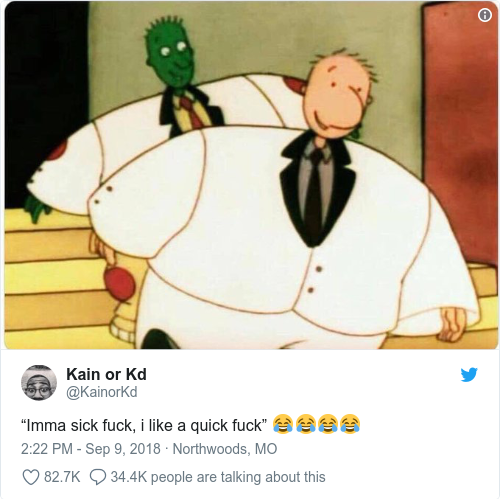 Kain or Kd
@KainorKd
“Imma sick fuck, i like a quick fuck” 😂😂😂😂
2:22 PM - Sep 9, 2018 · Northwoods, MO
82.7K 34.4K people are talking about this